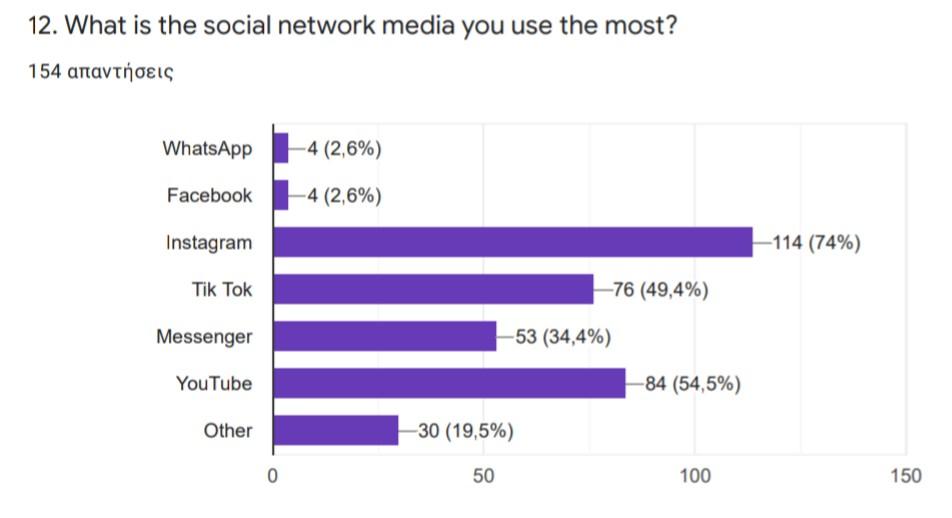 12. What is the social network media you use the most?
154 απαντήσεις
WhatsApp 4 (2,6%)
Facebook 4 (2,6%)
Instagram 114 (74%)
Tik Tok 76 (49,4%)
Messenger 53 (34,4%)
YouTube 84 (54,5%)
Other 30 (19,5%)
0 50 100 150